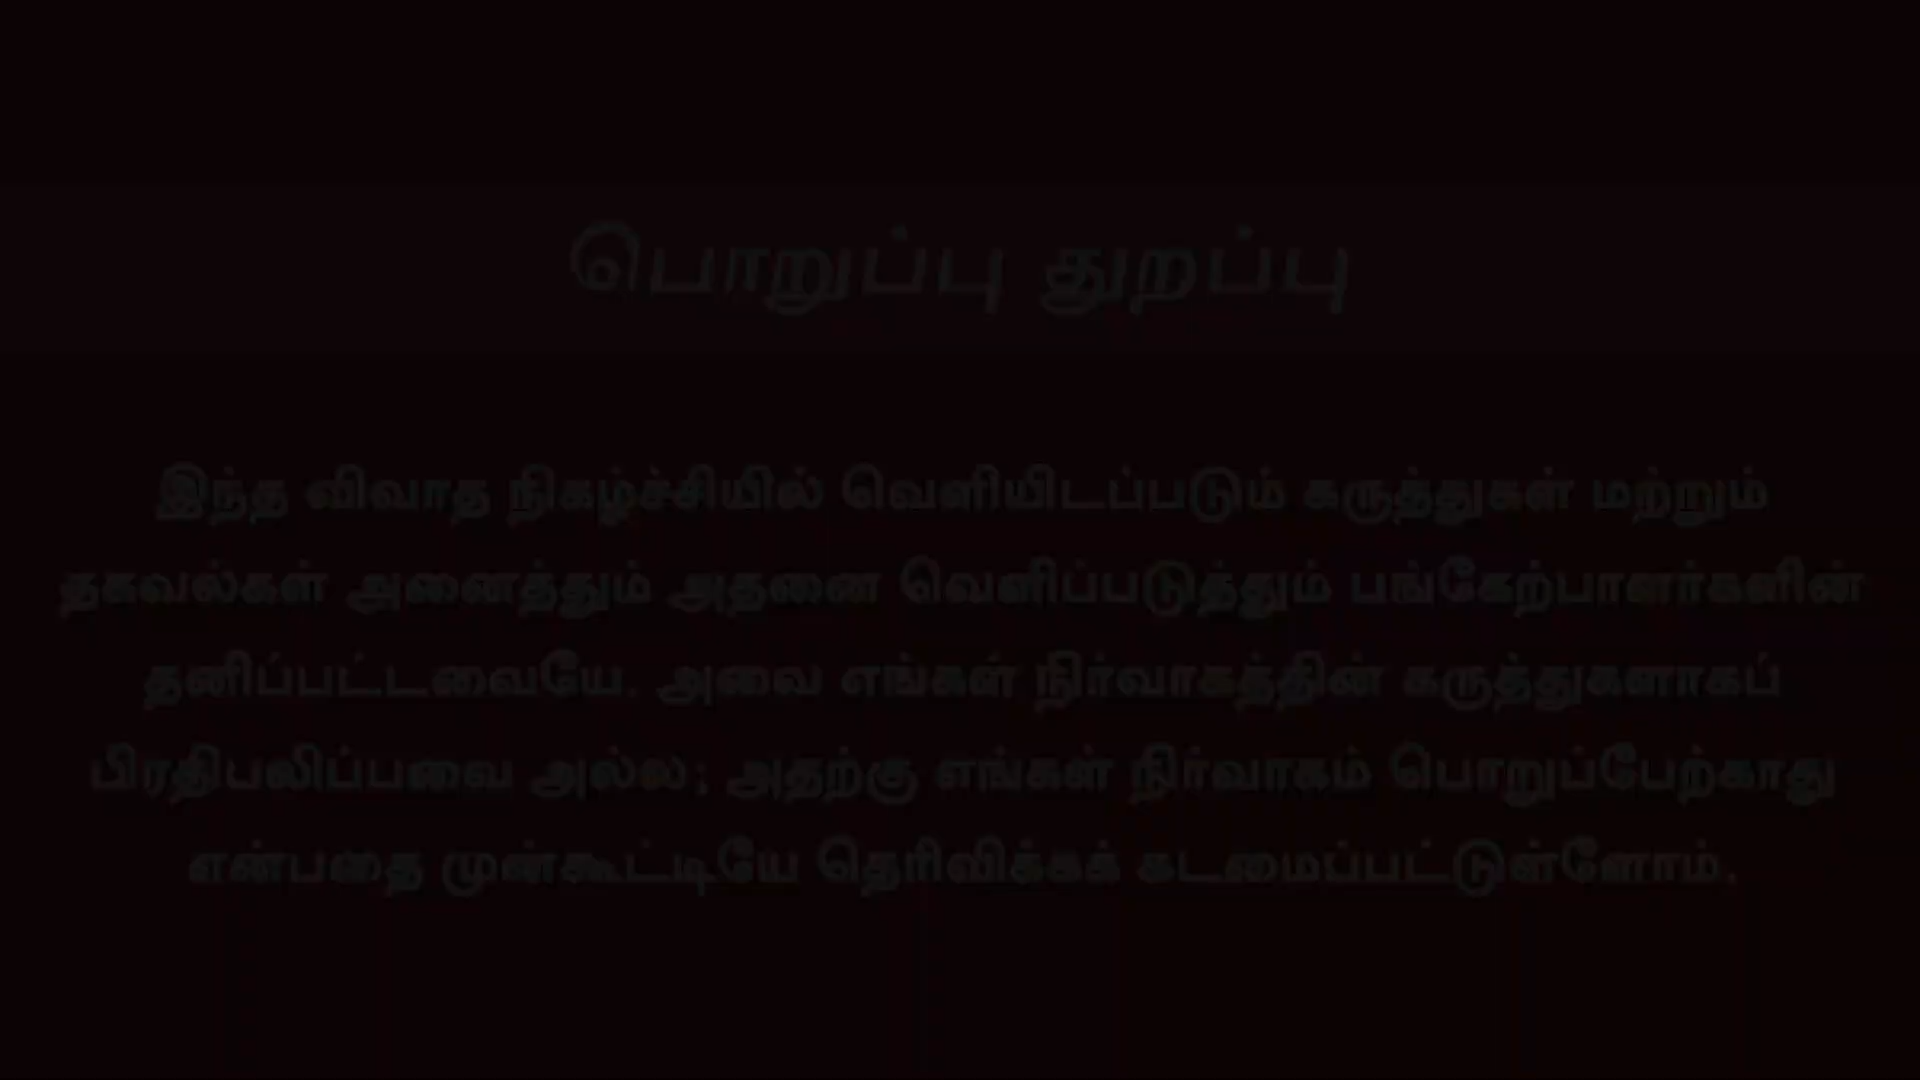 பொறுப்பு துறப்பு
இந்த விவாத நிகழ்ச்சியில் வெளியிடப்படும் கருத்துகள் மற்றும்
தகவல்கள் அனைத்தும் அதனை வெளிப்படுத்தும் பங்கேற்பாளர்களின்
தனிப்பட்டவையே. அவை எங்கள் நிர்வாகத்தின் கருத்துகளாகப்
பிரதிபலிப்பவை அல்ல; அதற்கு எங்கள் நிர்வாகம் பொறுப்பேற்காது
என்பதை முன்கூட்டியே தெரிவிக்கக் கடமைப்பட்டுள்ளோம்.